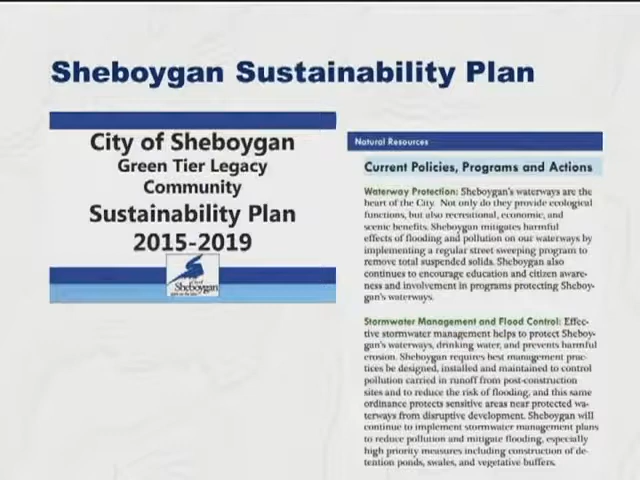 Sheboygan Sustainability Plan
City of Sheboygan
Green Tier Legacy
Community
Sustainability Plan
2015-2019
Sheboygan
Natural Resources
Current Policies, Programs and Actions
Waterway Protection: Sheboygan's waterways are the
heart of the City. Not only do they provide ecological
functions, but also recreational, economic, and
scenic benefits. Sheboygan mitigates harmful
effects of flooding and pollution on our waterways by
implementing a regular street sweeping program to
remove total suspended solids. Sheboygan also
continues to encourage education and citizen aware-
ness and involvement in programs protecting Sheboy-
gan's waterways.
Stormwater Management and Flood Control: Effec-
tive stormwater management helps to protect Sheboy-
gan's waterways, drinking water, and prevents harmful
erosion. Sheboygan requires best management prac-
tices be designed, installed and maintained to control
pollution carried in runoff from post-construction
sites and to reduce the risk of flooding, and this same
ordinance protects sensitive areas near protected wa-
terways from disruptive development. Sheboygan will
continue to implement stormwater management plans
to reduce pollution and mitigate flooding, especially
high priority measures including construction of de-
tention ponds, swales, and vegetative buffers.